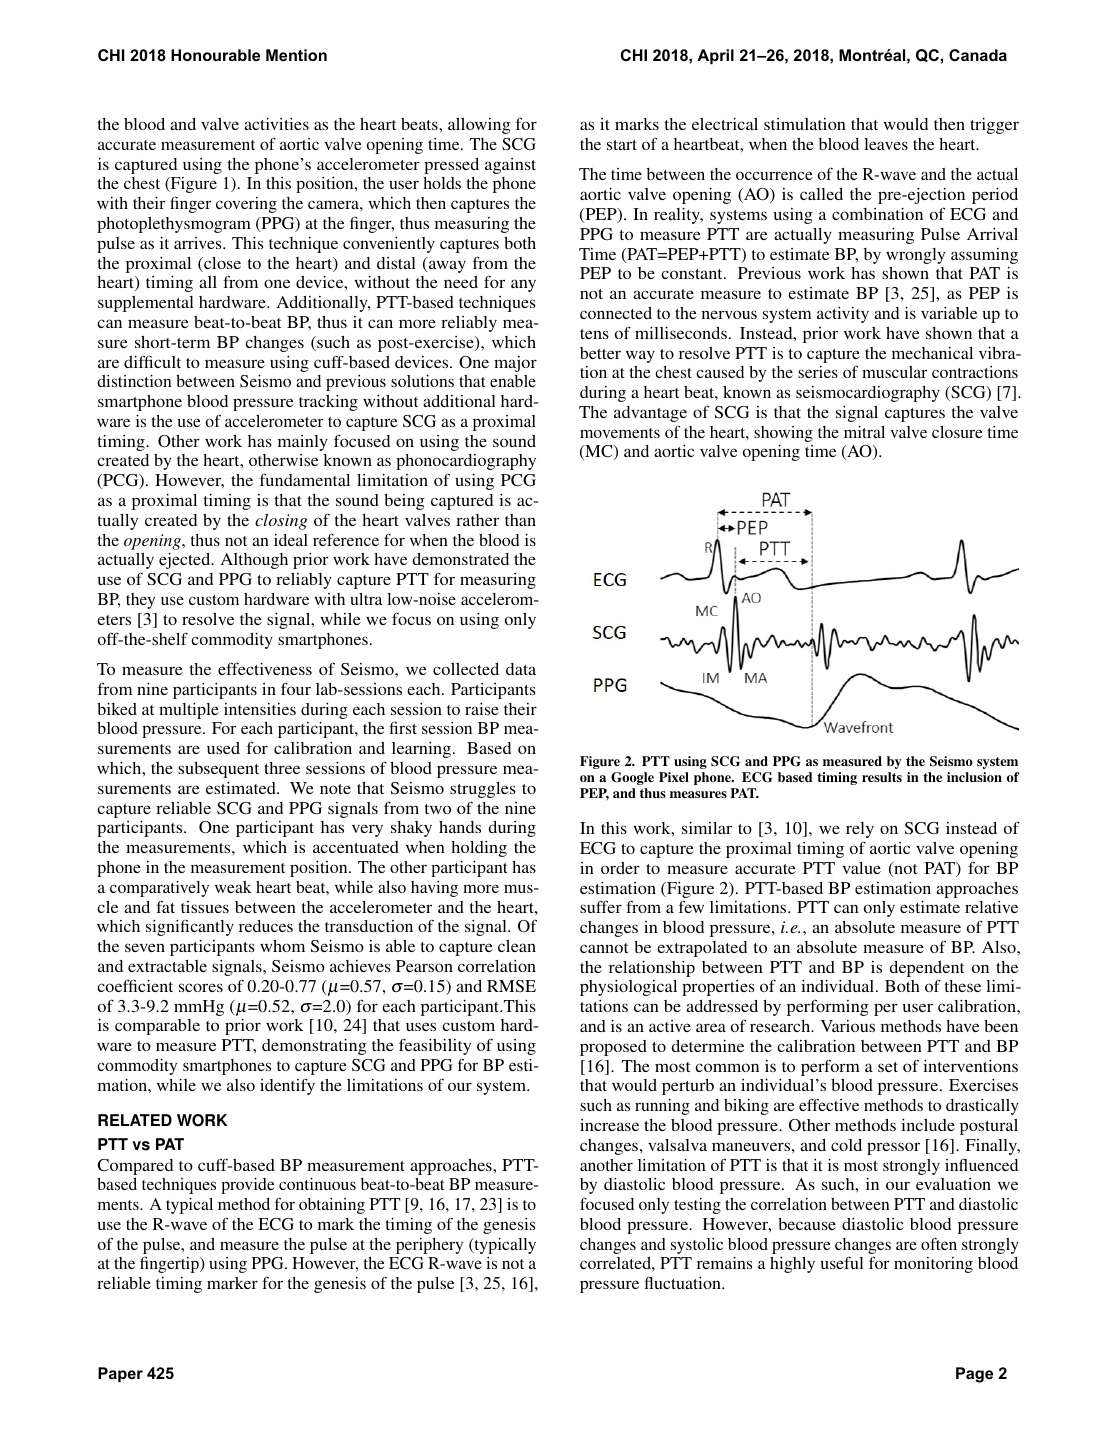 CHI 2018 Honourable Mention
CHI 2018, April 21–26, 2018, Montréal, QC, Canada
the blood and valve activities as the heart beats, allowing for
accurate measurement of aortic valve opening time. The SCG
is captured using the phone's accelerometer pressed against
the chest (Figure 1). In this position, the user holds the phone
with their finger covering the camera, which then captures the
photoplethysmogram (PPG) at the finger, thus measuring the
pulse as it arrives. This technique conveniently captures both
the proximal (close to the heart) and distal (away from the
heart) timing all from one device, without the need for any
supplemental hardware. Additionally, PTT-based techniques
can measure beat-to-beat BP, thus it can more reliably mea-
sure short-term BP changes (such as post-exercise), which
are difficult to measure using cuff-based devices. One major
distinction between Seismo and previous solutions that enable
smartphone blood pressure tracking without additional hard-
ware is the use of accelerometer to capture SCG as a proximal
timing. Other work has mainly focused on using the sound
created by the heart, otherwise known as phonocardiography
(PCG). However, the fundamental limitation of using PCG
as a proximal timing is that the sound being captured is ac-
tually created by the closing of the heart valves rather than
the opening, thus not an ideal reference for when the blood is
actually ejected. Although prior work have demonstrated the
use of SCG and PPG to reliably capture PTT for measuring
BP, they use custom hardware with ultra low-noise accelerom-
eters [3] to resolve the signal, while we focus on using only
off-the-shelf commodity smartphones.
To measure the effectiveness of Seismo, we collected data
from nine participants in four lab-sessions each. Participants
biked at multiple intensities during each session to raise their
blood pressure. For each participant, the first session BP mea-
surements are used for calibration and learning. Based on
which, the subsequent three sessions of blood pressure mea-
surements are estimated. We note that Seismo struggles to
capture reliable SCG and PPG signals from two of the nine
participants. One participant has very shaky hands during
the measurements, which is accentuated when holding the
phone in the measurement position. The other participant has
a comparatively weak heart beat, while also having more mus-
cle and fat tissues between the accelerometer and the heart,
which significantly reduces the transduction of the signal. Of
the seven participants whom Seismo is able to capture clean
and extractable signals, Seismo achieves Pearson correlation
coefficient scores of 0.20-0.77 (μ=0.57, σ=0.15) and RMSE
of 3.3-9.2 mmHg (μ=0.52, σ=2.0) for each participant.This
is comparable to prior work [10, 24] that uses custom hard-
ware to measure PTT, demonstrating the feasibility of using
commodity smartphones to capture SCG and PPG for BP esti-
mation, while we also identify the limitations of our system.
RELATED WORK
PTT vs PAT
Compared to cuff-based BP measurement approaches, PTT-
based techniques provide continuous beat-to-beat BP measure-
ments. A typical method for obtaining PTT [9, 16, 17, 23] is to
use the R-wave of the ECG to mark the timing of the genesis
of the pulse, and measure the pulse at the periphery (typically
at the fingertip) using PPG. However, the ECG R-wave is not a
reliable timing marker for the genesis of the pulse [3, 25, 16],
as it marks the electrical stimulation that would then trigger
the start of a heartbeat, when the blood leaves the heart.
The time between the occurrence of the R-wave and the actual
aortic valve opening (AO) is called the pre-ejection period
(PEP). In reality, systems using a combination of ECG and
PPG to measure PTT are actually measuring Pulse Arrival
Time (PAT=PEP+PTT) to estimate BP, by wrongly assuming
PEP to be constant. Previous work has shown that PAT is
not an accurate measure to estimate BP [3, 25], as PEP is
connected to the nervous system activity and is variable up to
tens of milliseconds. Instead, prior work have shown that a
better way to resolve PTT is to capture the mechanical vibra-
tion at the chest caused by the series of muscular contractions
during a heart beat, known as seismocardiography (SCG) [7].
The advantage of SCG is that the signal captures the valve
movements of the heart, showing the mitral valve closure time
(MC) and aortic valve opening time (AO).
PAT
PEP
R
PTT
ECG
AO
MC
SCG
IM
MA
PPG
Wavefront
Figure 2. PTT using SCG and PPG as measured by the Seismo system
on a Google Pixel phone. ECG based timing results in the inclusion of
PEP, and thus measures PAT.
In this work, similar to [3, 10], we rely on SCG instead of
ECG to capture the proximal timing of aortic valve opening
in order to measure accurate PTT value (not PAT) for BP
estimation (Figure 2). PTT-based BP estimation approaches
suffer from a few limitations. PTT can only estimate relative
changes in blood pressure, i.e., an absolute measure of PTT
cannot be extrapolated to an absolute measure of BP. Also,
the relationship between PTT and BP is dependent on the
physiological properties of an individual. Both of these limi-
tations can be addressed by performing per user calibration,
and is an active area of research. Various methods have been
proposed to determine the calibration between PTT and BP
[16]. The most common is to perform a set of interventions
that would perturb an individual's blood pressure. Exercises
such as running and biking are effective methods to drastically
increase the blood pressure. Other methods include postural
changes, valsalva maneuvers, and cold pressor [16]. Finally,
another limitation of PTT is that it is most strongly influenced
by diastolic blood pressure. As such, in our evaluation we
focused only testing the correlation between PTT and diastolic
blood pressure. However, because diastolic blood pressure
changes and systolic blood pressure changes are often strongly
correlated, PTT remains a highly useful for monitoring blood
pressure fluctuation.
Paper 425
Page 2